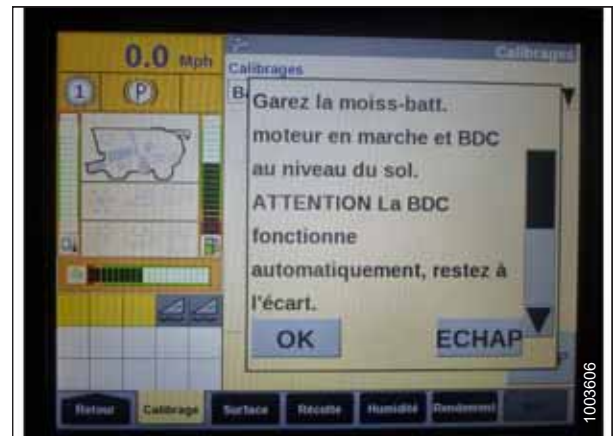 0.0 Mph
Calibrages
Calibrages
1
(P)
B
Garez la moiss-batt.
moteur en marche et BDC
au niveau du sol.
ATTENTION La BDC
fonctionne
automatiquement, restez à
l'écart.
OK
ECHAP
P
Retour
Calibrage
Surface
Récolte
Humidité
Rendement
1003606